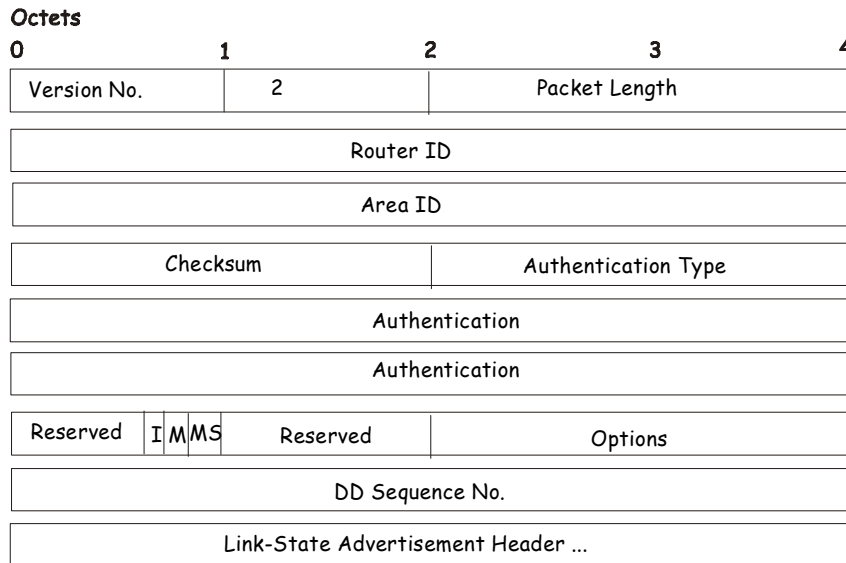 Octets
0 1 2 3 4
Version No. 2 Packet Length
Router ID
Area ID
Checksum Authentication Type
Authentication
Authentication
Reserved I M MS Reserved Options
DD Sequence No.
Link-State Advertisement Header ...